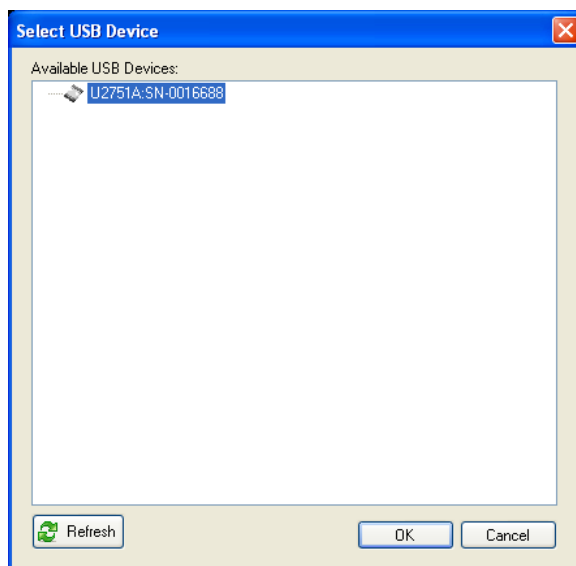 Select USB Device
Available USB Devices:
U2751A:SN-0016688
Refresh
OK
Cancel